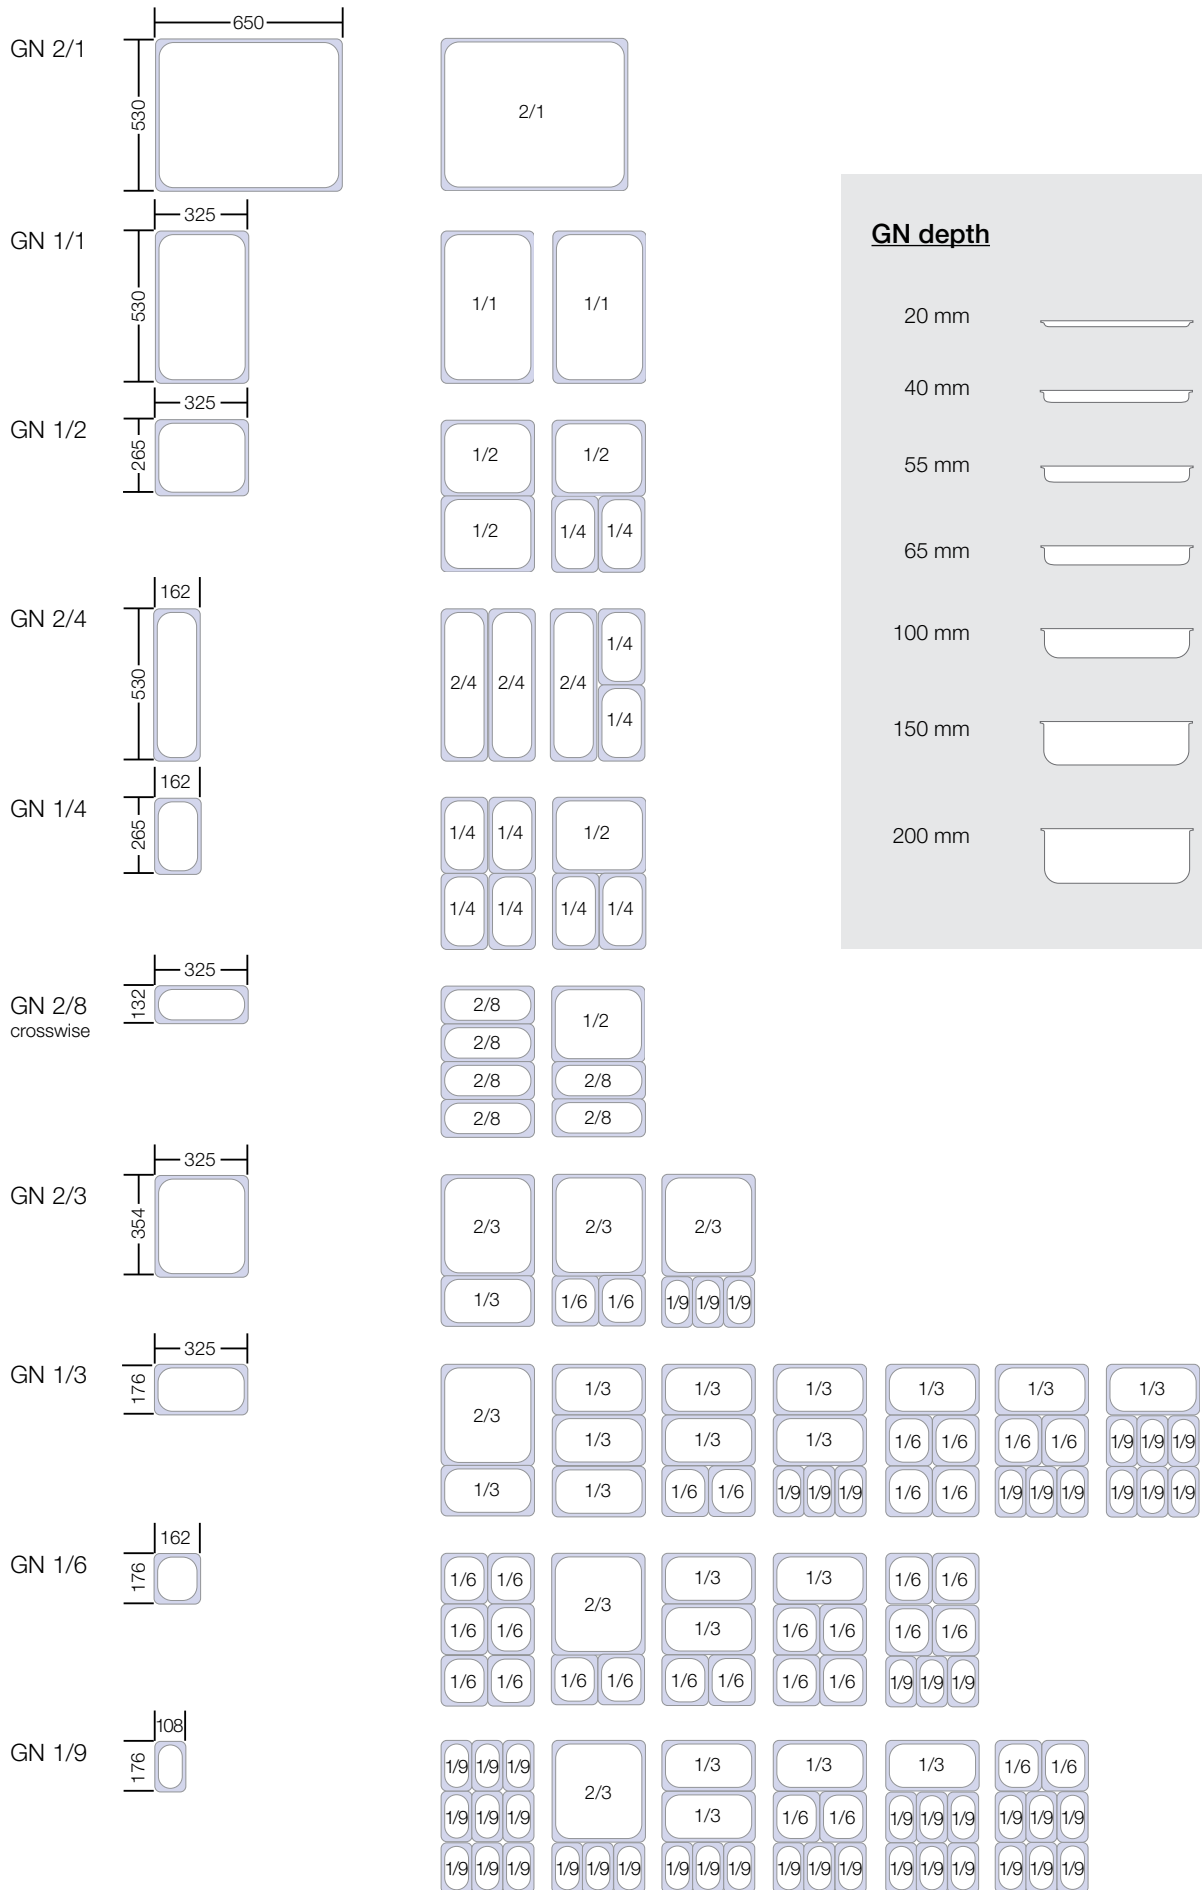 650
GN 2/1
530
2/1
325
GN 1/1
530
1/1 1/1
325
GN 1/2
265
1/2 1/2
1/2 1/4 1/4
162
GN 2/4
530
2/4 2/4 2/4 1/4
1/4
162
GN 1/4
265
1/4 1/4 1/2
1/4 1/4 1/4 1/4
325
GN 2/8
crosswise
132
2/8 1/2
2/8
2/8 2/8
2/8 2/8
325
GN 2/3
354
2/3 2/3 2/3
1/3 1/6 1/6 1/9 1/9 1/9
325
GN 1/3
176
2/3 1/3 1/3 1/3 1/3 1/3 1/3
1/3 1/3 1/3 1/6 1/6 1/6 1/6 1/9 1/9 1/9
1/3 1/3 1/6 1/6 1/9 1/9 1/9 1/6 1/6 1/9 1/9 1/9 1/9 1/9 1/9
162
GN 1/6
176
1/6 1/6 2/3 1/3 1/3 1/6 1/6
1/6 1/6 1/3 1/6 1/6 1/6 1/6
1/6 1/6 1/6 1/6 1/6 1/6 1/6 1/6 1/9 1/9 1/9
108
GN 1/9
176
1/9 1/9 1/9 2/3 1/3 1/3 1/3 1/6 1/6
1/9 1/9 1/9 1/3 1/6 1/6 1/9 1/9 1/9 1/9 1/9 1/9
1/9 1/9 1/9 1/9 1/9 1/9 1/9 1/9 1/9 1/9 1/9 1/9 1/9 1/9 1/9 1/9 1/9 1/9
GN depth
20 mm
40 mm
55 mm
65 mm
100 mm
150 mm
200 mm